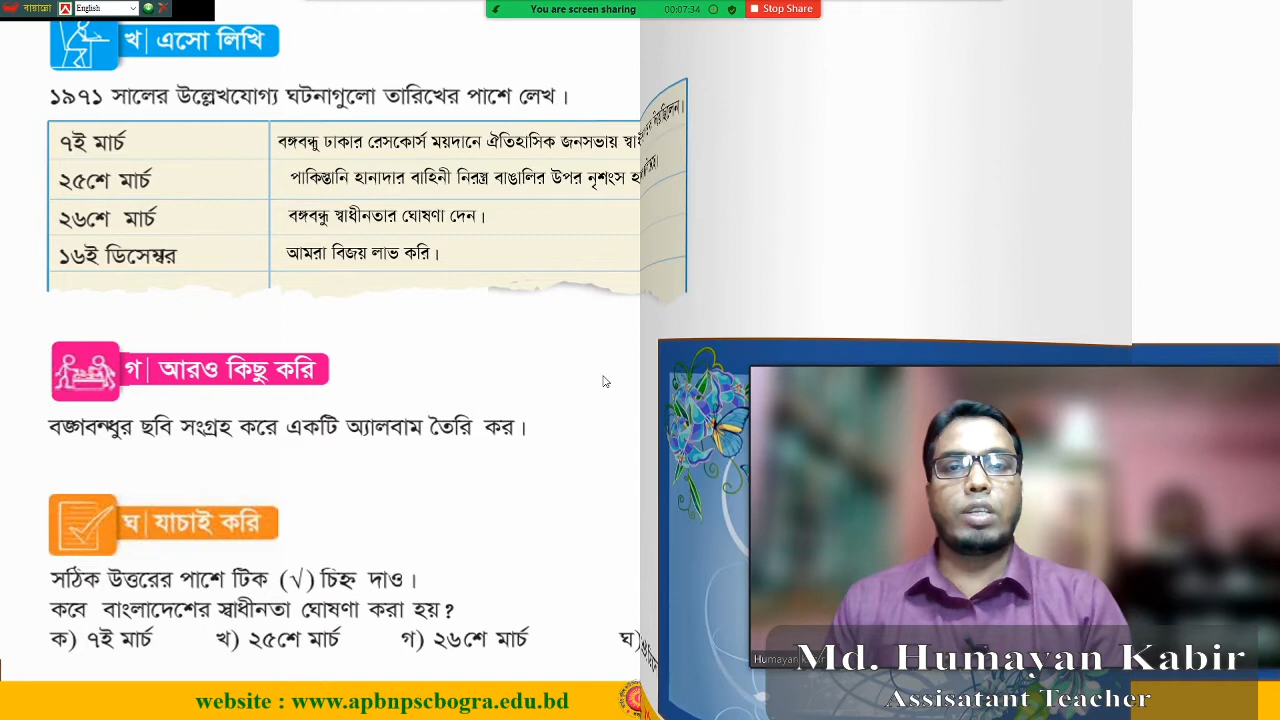 বায়ান্নো English
You are screen sharing 00:07:34 Stop Share
খ| এসো লিখি
১৯৭১ সালের উল্লেখযোগ্য ঘটনাগুলো তারিখের পাশে লেখ।
৭ই মার্চ বঙ্গবন্ধু ঢাকার রেসকোর্স ময়দানে ঐতিহাসিক জনসভায়
২৫শে মার্চ পাকিস্তানি হানাদার বাহিনী নিরস্ত্র বাঙালির উপর নৃশংস
২৬শে মার্চ বঙ্গবন্ধু স্বাধীনতার ঘোষণা দেন।
১৬ই ডিসেম্বর আমরা বিজয় লাভ করি।
গ| আরও কিছু করি
বঙ্গবন্ধুর ছবি সংগ্রহ করে একটি অ্যালবাম তৈরি কর।
ঘ| যাচাই করি
সঠিক উত্তরের পাশে টিক (√) চিহ্ন দাও।
কবে বাংলাদেশের স্বাধীনতা ঘোষণা করা হয়?
ক) ৭ই মার্চ খ) ২৫শে মার্চ গ) ২৬শে মার্চ ঘ)
Humayan Kabir
Md. Humayan Kabir
Assisatant Teacher
website : www.apbnpscbogra.edu.bd